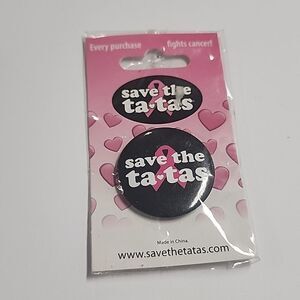 Every purchase fights cancer!
save the
ta-tas
save the
ta-tas
Made in China
www.savethetatas.com